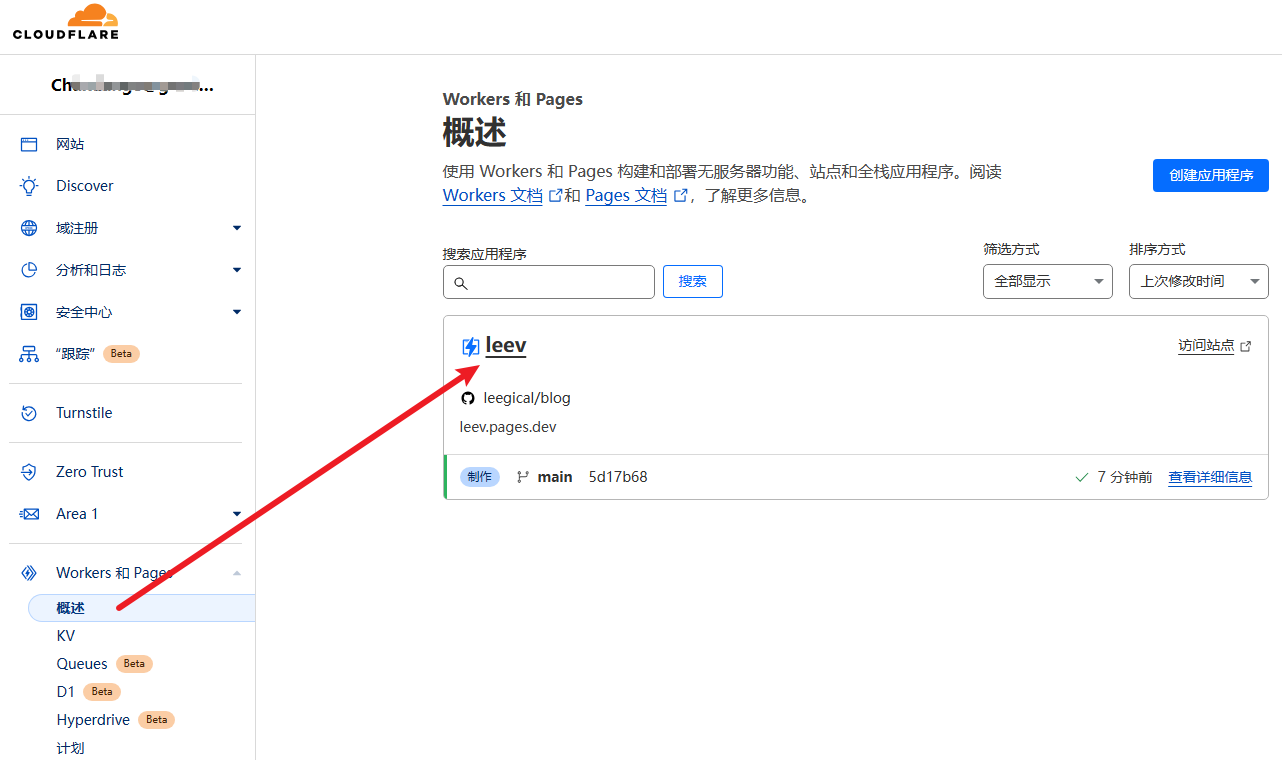 CLOUDFLARE
网站
Discover
域注册
分析和日志
安全中心
“跟踪” Beta
Turnstile
Zero Trust
Area 1
Workers 和 Pages
概述
KV
Queues Beta
D1 Beta
Hyperdrive Beta
计划
Workers 和 Pages
概述
使用 Workers 和 Pages 构建和部署无服务器功能、站点和全栈应用程序。阅读
Workers 文档 和 Pages 文档 ，了解更多信息。
创建应用程序
搜索应用程序
搜索
筛选方式
全部显示
排序方式
上次修改时间
leev
访问站点
leegical/blog
leev.pages.dev
制作 main 5d17b68 7 分钟前 查看详细信息